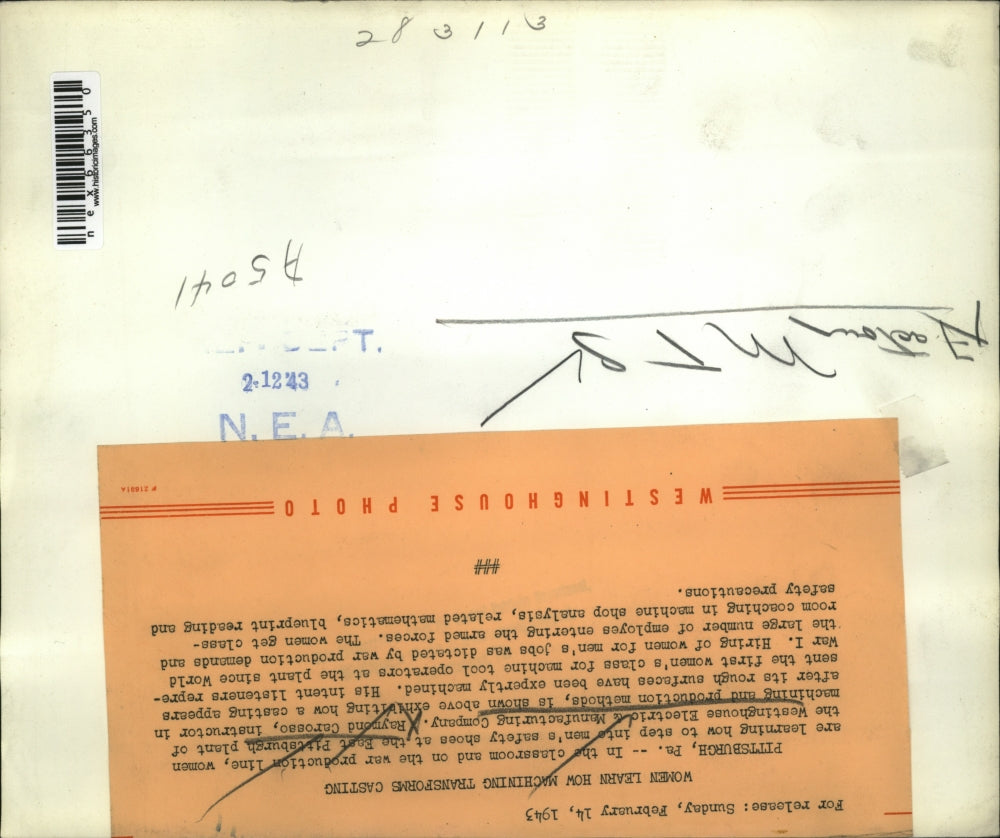 283113
nex66350
www.historicimages.com
A5041
2-12 '43
N. E. A.
For release: Sunday, February 14, 1943
WOMEN LEARN HOW MACHINING TRANSFORMS CASTING
PITTSBURGH, Pa. -- In the classroom and on the war production line, women
are learning how to step into men's safety shoes at the East Pittsburgh plant of
the Westinghouse Electric & Manufacturing Company. Raymond Carosso, instructor in
machining and production methods, is shown above exhibiting how a casting appears
after its rough surfaces have been expertly machined. His intent listeners repre-
sent the first women's class for machine tool operators at the plant since World
War I. Hiring of women for men's jobs was dictated by war production demands and
the large number of employes entering the armed forces. The women get class-
room coaching in machine shop analysis, related mathematics, blueprint reading and
safety precautions.
###
WESTINGHOUSE PHOTO